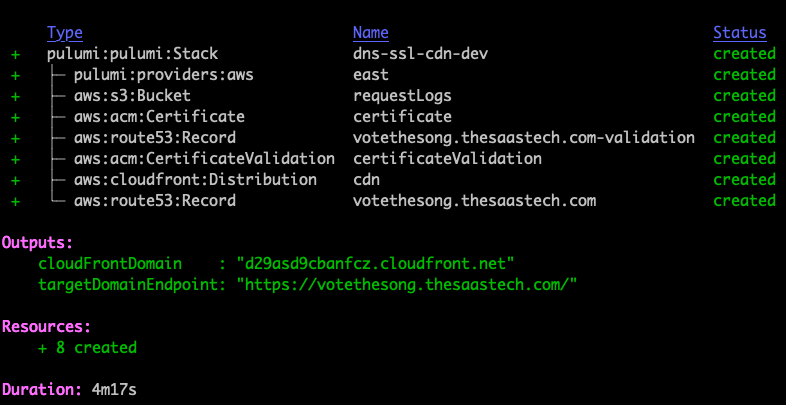 Type Name Status
+ pulumi:pulumi:Stack dns-ssl-cdn-dev created
+ ├─ pulumi:providers:aws east created
+ ├─ aws:s3:Bucket requestLogs created
+ ├─ aws:acm:Certificate certificate created
+ ├─ aws:route53:Record votethesong.thesaastech.com-validation created
+ ├─ aws:acm:CertificateValidation certificateValidation created
+ ├─ aws:cloudfront:Distribution cdn created
+ └─ aws:route53:Record votethesong.thesaastech.com created
Outputs:
cloudFrontDomain : "d29asd9cbanfcz.cloudfront.net"
targetDomainEndpoint: "https://votethesong.thesaastech.com/"
Resources:
+ 8 created
Duration: 4m17s